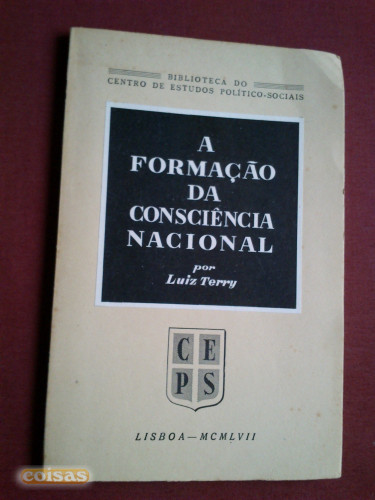 BIBLIOTECA DO
CENTRO DE ESTUDOS POLÍTICO-SOCIAIS
A
FORMAÇÃO
DA
CONSCIÊNCIA
NACIONAL
por
Luiz Terry
C E
P S
LISBOA — MCMLVII
coisas